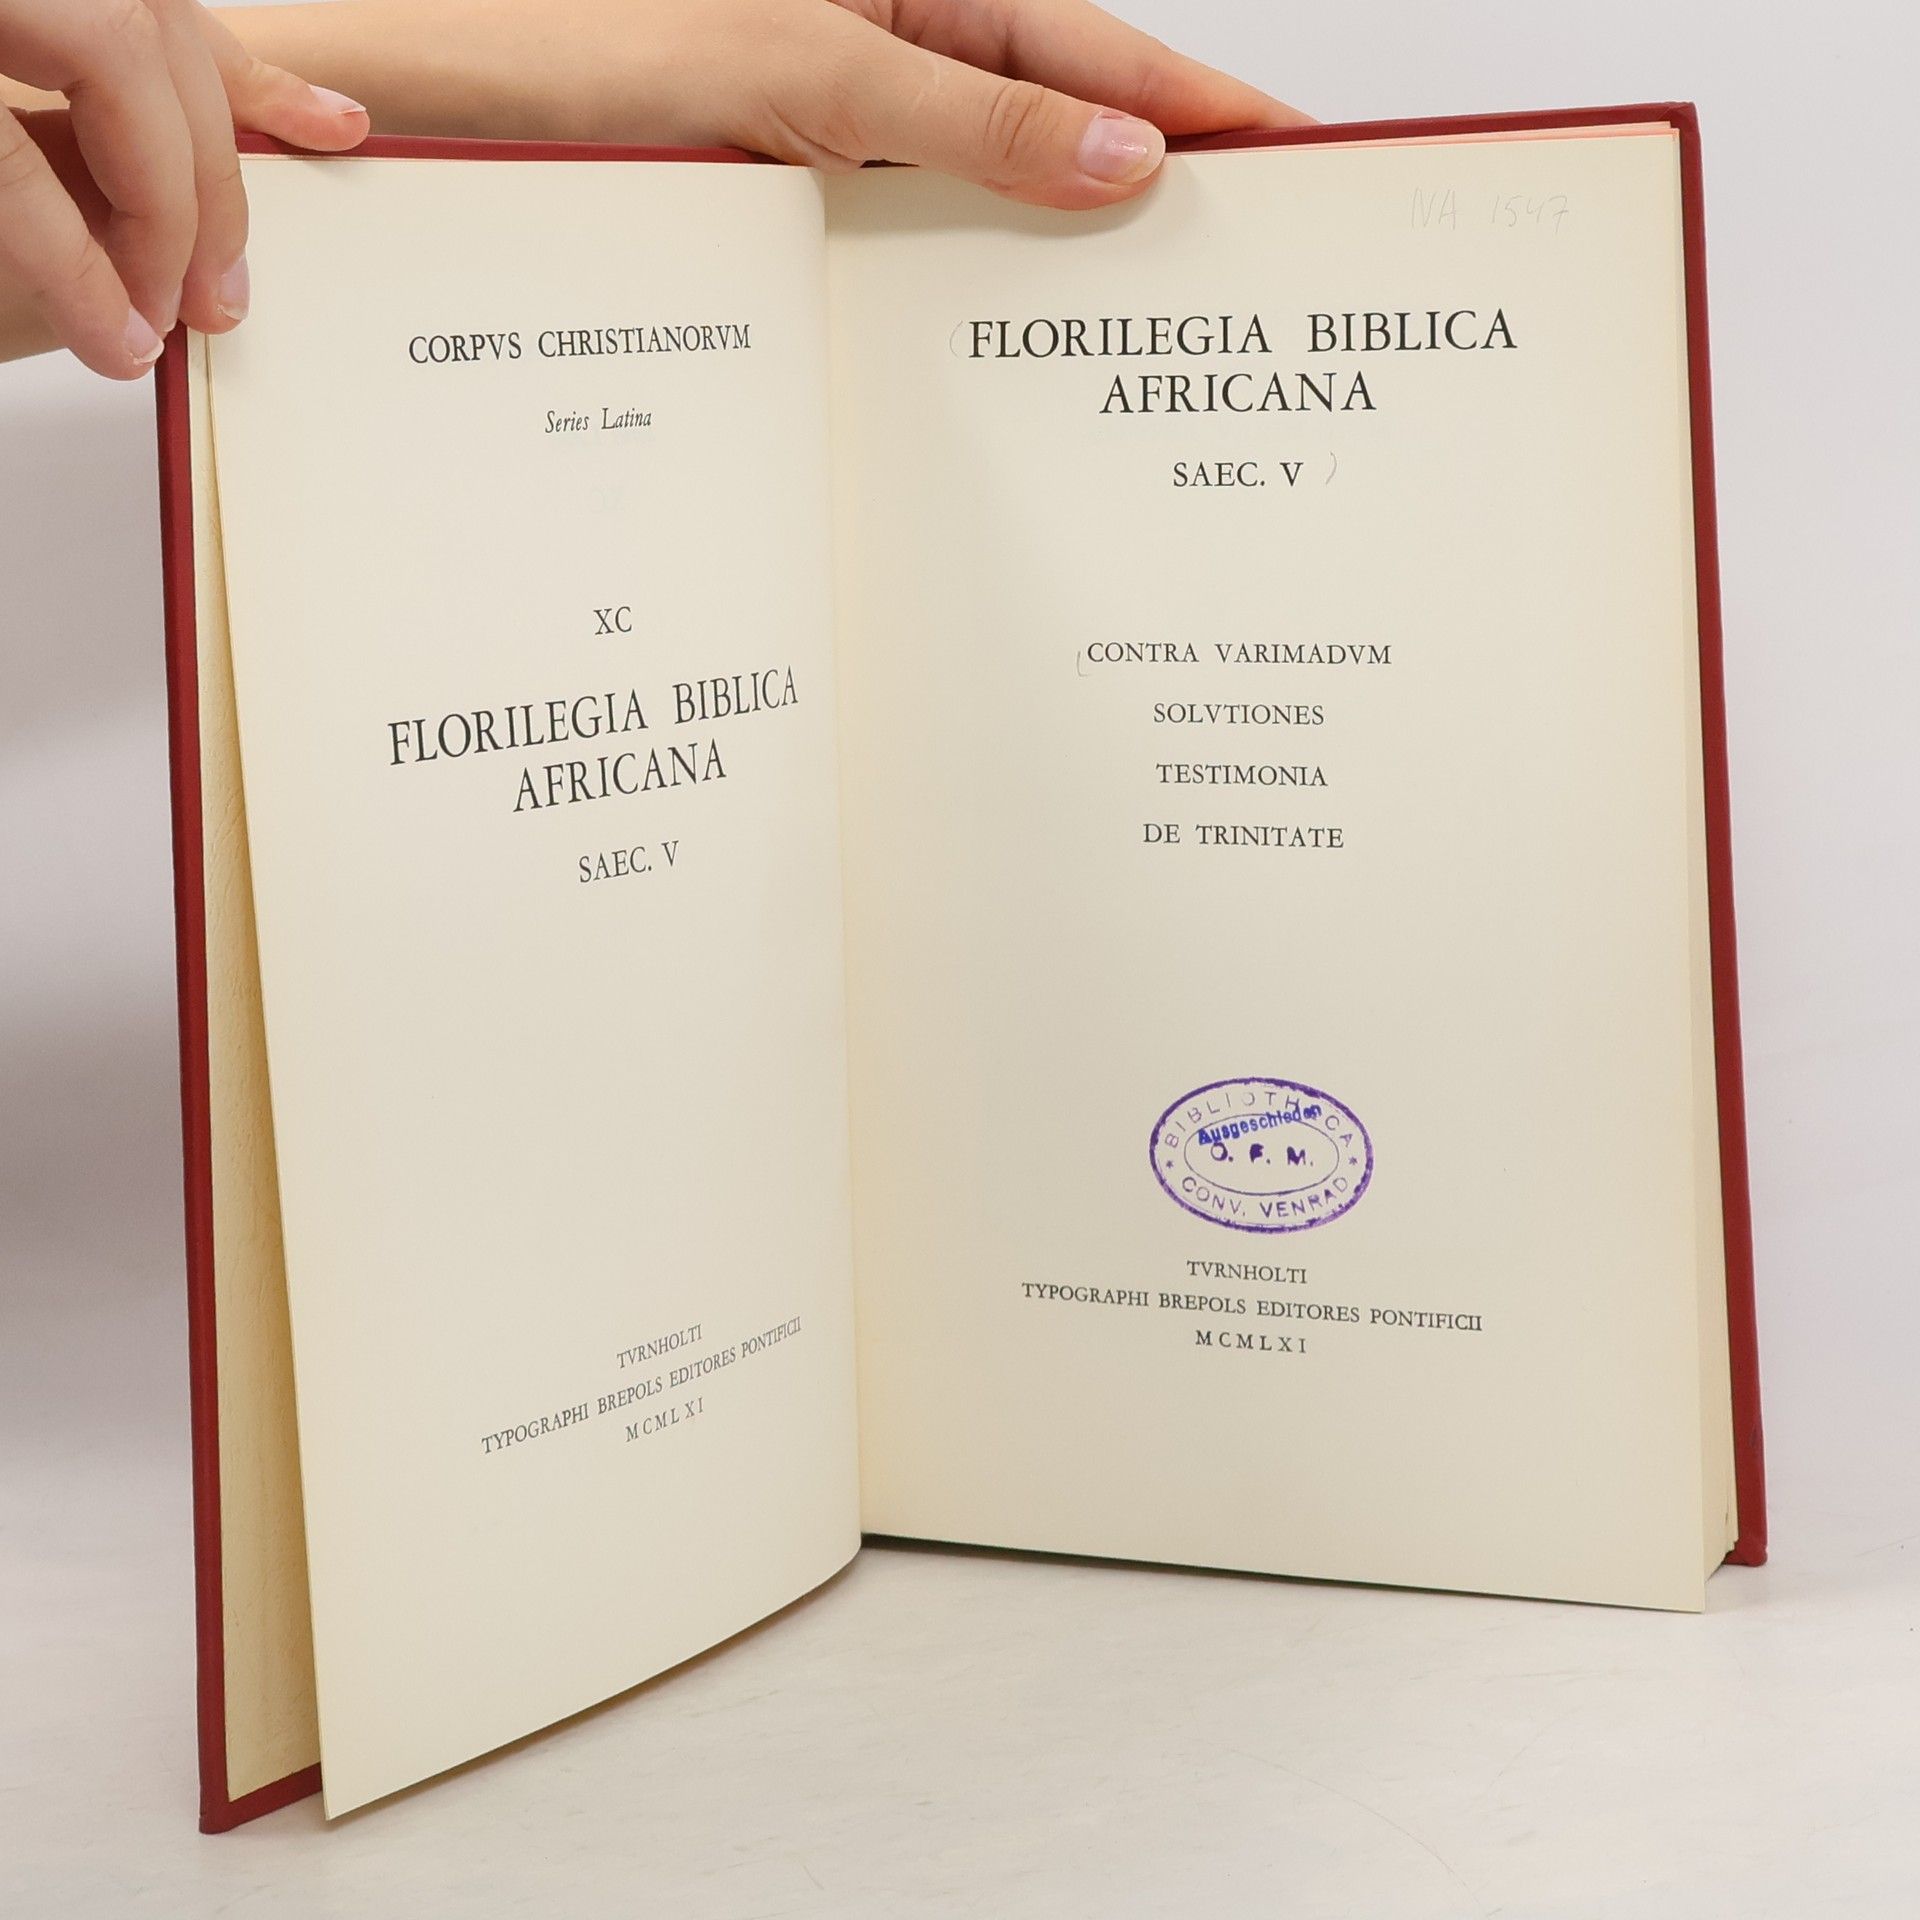 CORPVS CHRISTIANORVM
Series Latina
XC
FLORILEGIA BIBLICA
AFRICANA
SAEC. V
TVRNHOLTI
TYPOGRAPHI BREPOLS EDITORES PONTIFICII
MCMLXI
NA 1547
(FLORILEGIA BIBLICA
AFRICANA
SAEC. V)
(CONTRA VARIMADVM
SOLVTIONES
TESTIMONIA
DE TRINITATE
BIBLIOTHECA
Ausgeschieden
O. F. M.
* CONV. VENRAD *
TVRNHOLTI
TYPOGRAPHI BREPOLS EDITORES PONTIFICII
MCMLXI